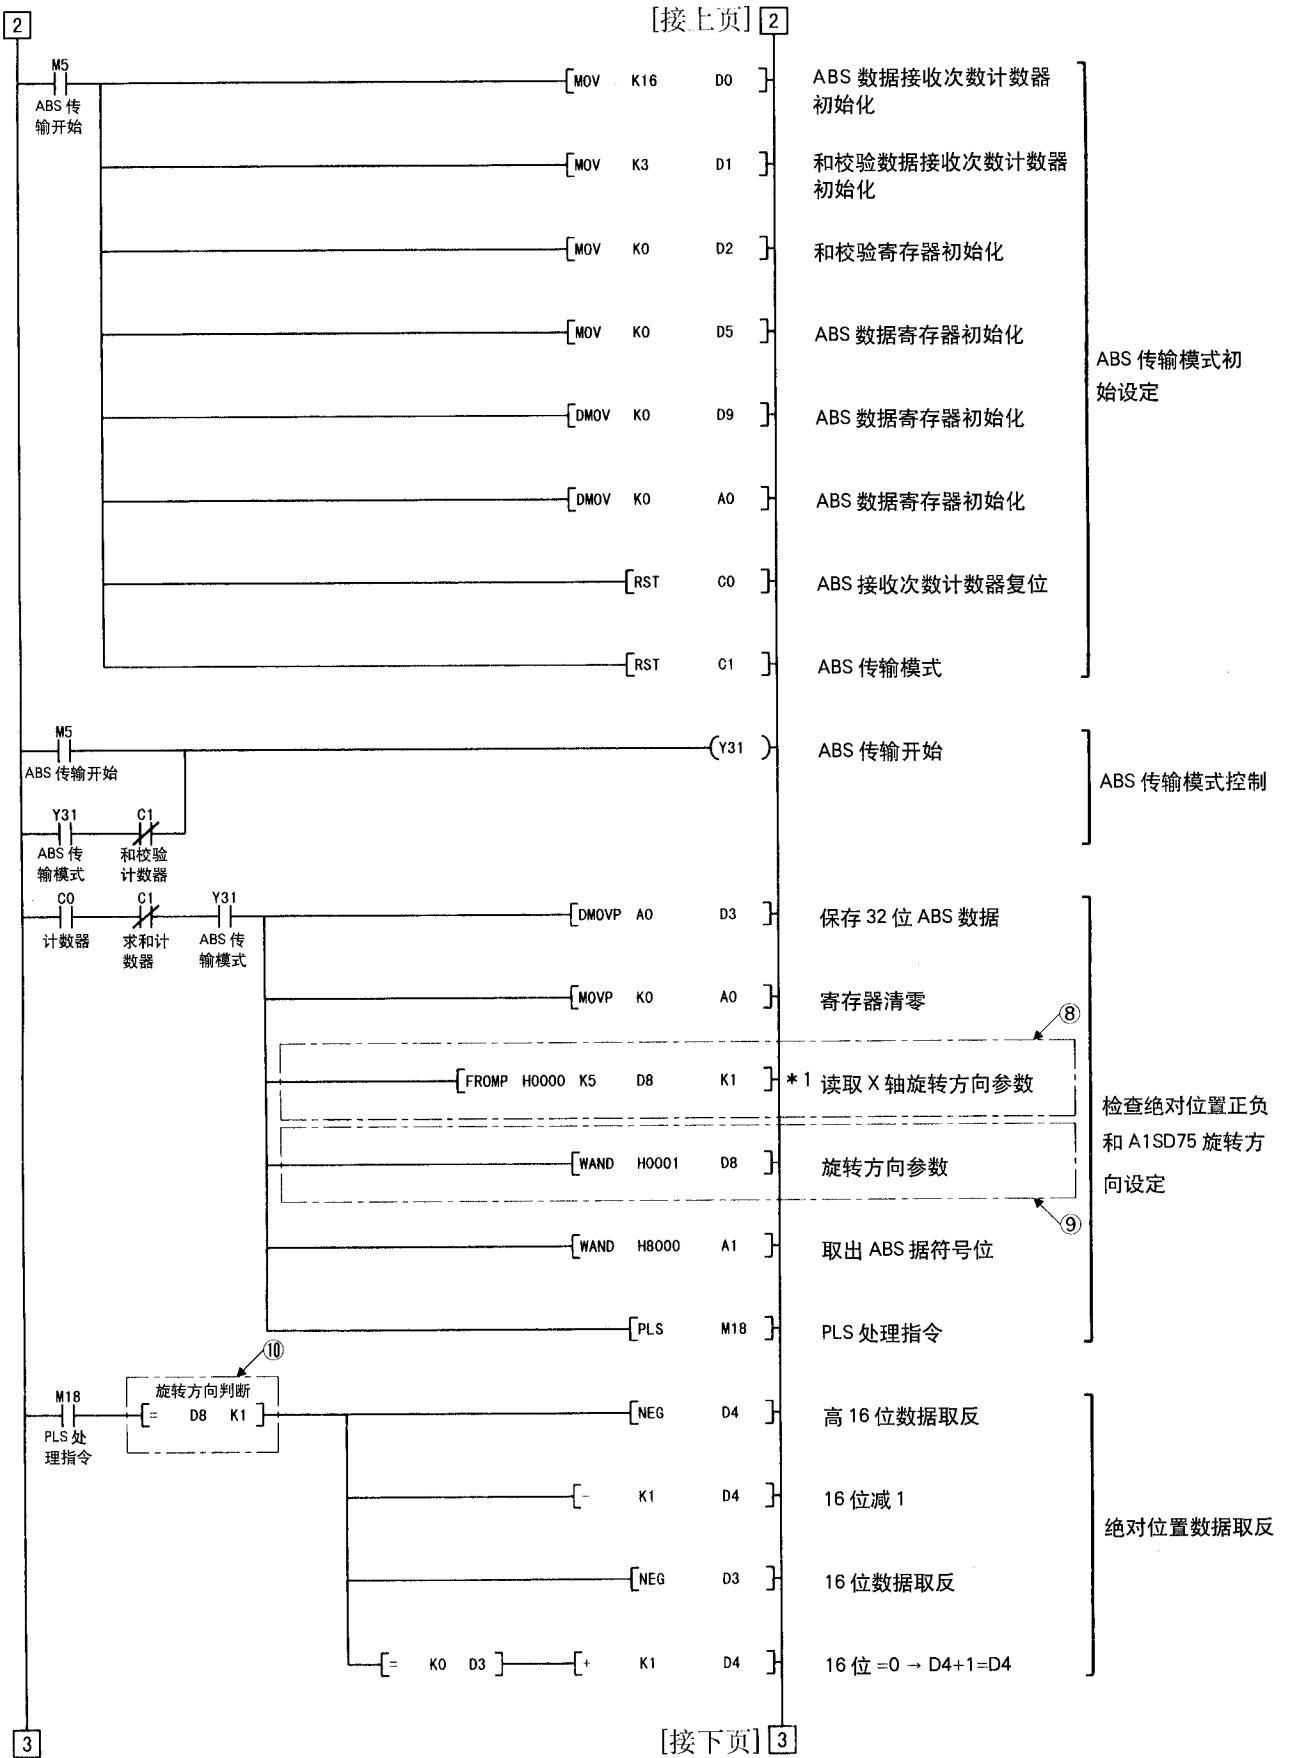 [接上页]
2
2
M5
ABS 传
输开始
[MOV K16 D0]
ABS 数据接收次数计数器
初始化
[MOV K3 D1]
和校验数据接收次数计数器
初始化
[MOV K0 D2]
和校验寄存器初始化
[MOV K0 D5]
ABS 数据寄存器初始化
[DMOV K0 D9]
ABS 数据寄存器初始化
[DMOV K0 A0]
ABS 数据寄存器初始化
[RST C0]
ABS 接收次数计数器复位
[RST C1]
ABS 传输模式
ABS 传输模式初
始设定
M5
ABS 传输开始
(Y31)
ABS 传输开始
Y31
ABS 传
输模式
C1
和校验
计数器
ABS 传输模式控制
C0
计数器
C1
求和计
数器
Y31
ABS 传
输模式
[DMOVP A0 D3]
保存 32 位 ABS 数据
[MOVP K0 A0]
寄存器清零
⑧
[FROMP H0000 K5 D8 K1]
*1 读取 X 轴旋转方向参数
[WAND H0001 D8]
旋转方向参数
⑨
[WAND H8000 A1]
取出 ABS 据符号位
[PLS M18]
PLS 处理指令
检查绝对位置正负
和 A1SD75 旋转方
向设定
⑩
M18
PLS 处
理指令
旋转方向判断
[= D8 K1]
[NEG D4]
高 16 位数据取反
[- K1 D4]
16 位减 1
[NEG D3]
16 位数据取反
[= K0 D3]
[+ K1 D4]
16 位 =0 → D4+1=D4
绝对位置数据取反
3
[接下页]
3